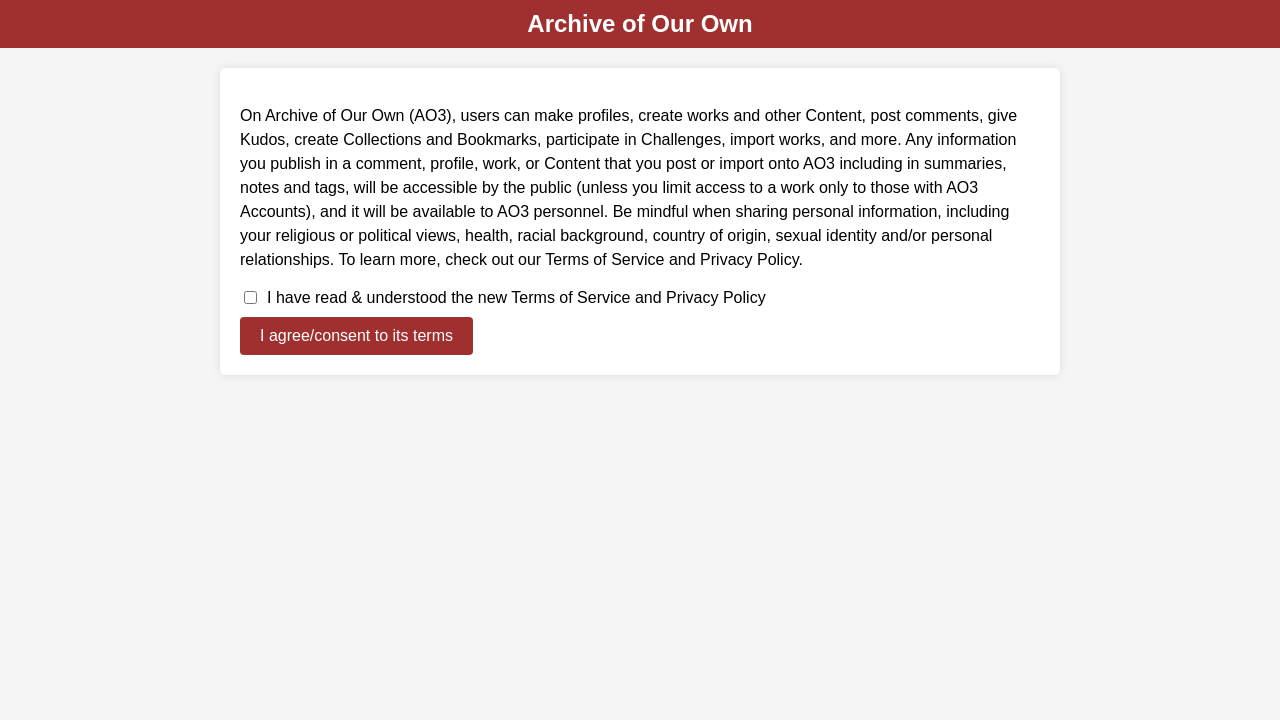 Archive of Our Own
On Archive of Our Own (AO3), users can make profiles, create works and other Content, post comments, give
Kudos, create Collections and Bookmarks, participate in Challenges, import works, and more. Any information
you publish in a comment, profile, work, or Content that you post or import onto AO3 including in summaries,
notes and tags, will be accessible by the public (unless you limit access to a work only to those with AO3
Accounts), and it will be available to AO3 personnel. Be mindful when sharing personal information, including
your religious or political views, health, racial background, country of origin, sexual identity and/or personal
relationships. To learn more, check out our Terms of Service and Privacy Policy.
I have read & understood the new Terms of Service and Privacy Policy
I agree/consent to its terms